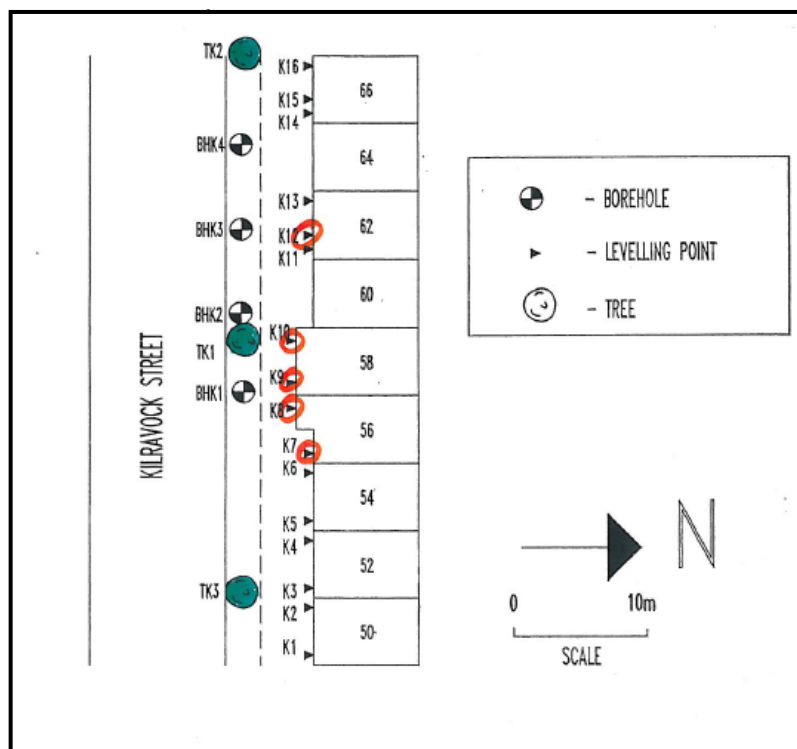 TK2
K16
K15
K14
66
BHK4
64
K13
BHK3
K12
62
K11
60
BHK2
K10
TK1
58
K9
BHK1
K8
56
K7
K6
54
K5
K4
52
TK3
K3
K2
50
K1
KILRAVOCK STREET
- BOREHOLE
- LEVELLING POINT
- TREE
N
0 10m
SCALE